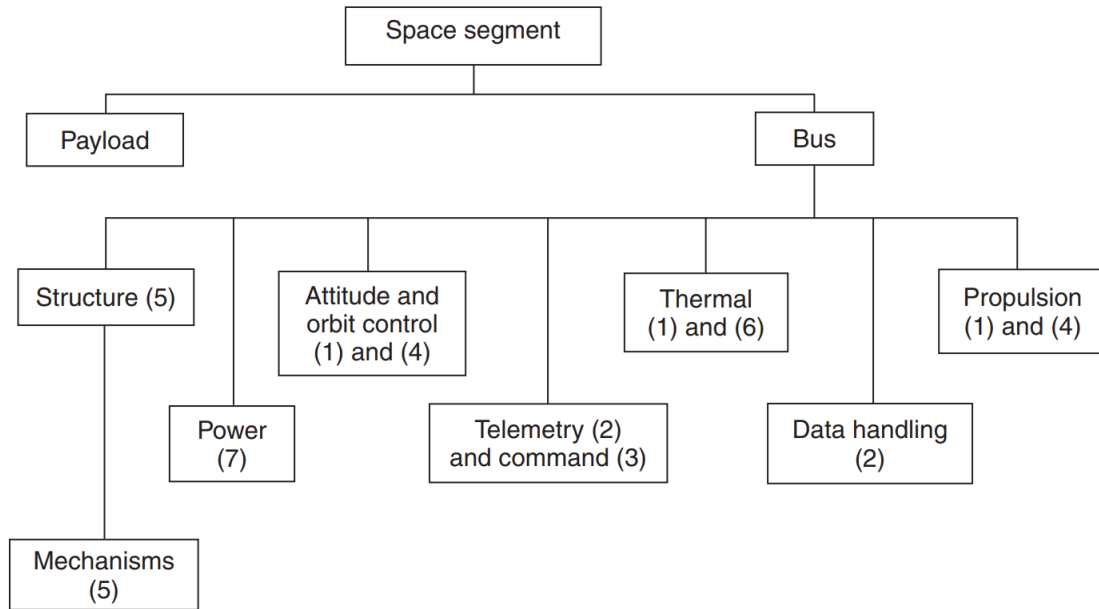 Space segment
Payload
Bus
Structure (5)
Attitude and
orbit control
(1) and (4)
Thermal
(1) and (6)
Propulsion
(1) and (4)
Power
(7)
Telemetry (2)
and command (3)
Data handling
(2)
Mechanisms
(5)